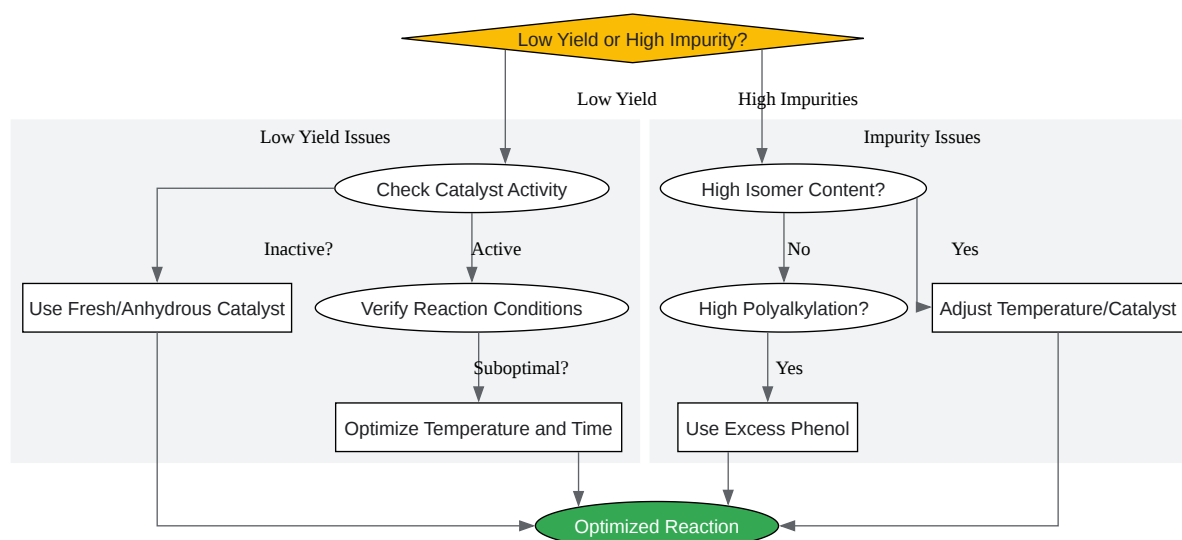 Low Yield or High Impurity?
Low Yield
High Impurities
Low Yield Issues
Impurity Issues
Check Catalyst Activity
High Isomer Content?
Inactive?
Active
No
Yes
Use Fresh/Anhydrous Catalyst
Verify Reaction Conditions
High Polyalkylation?
Adjust Temperature/Catalyst
Suboptimal?
Yes
Optimize Temperature and Time
Use Excess Phenol
Optimized Reaction